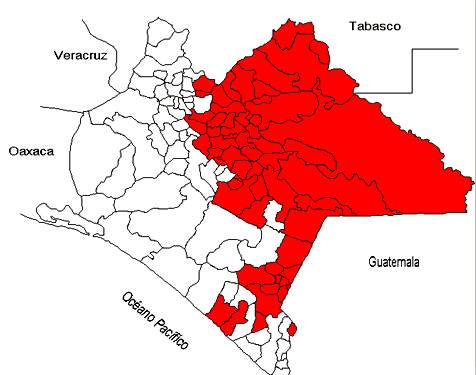 Tabasco
Veracruz
Oaxaca
Guatemala
Océano Pacífico